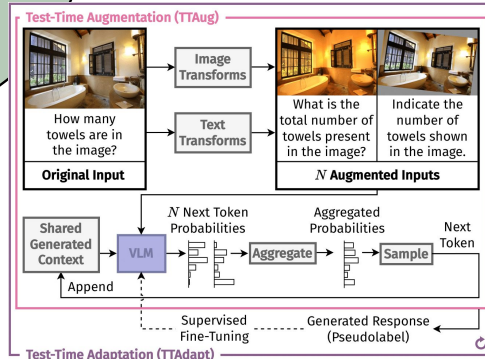 Test-Time Augmentation (TTAug)
Image
Transforms
Text
Transforms
How many
towels are in
the image?
Original Input
What is the
total number of
towels present
in the image?
Indicate the
number of
towels shown
in the image.
N Augmented Inputs
Shared
Generated
Context
VLM
N Next Token
Probabilities
Aggregate
Aggregated
Probabilities
Sample
Next
Token
Append
Supervised
Fine-Tuning
Generated Response
(Pseudolabel)
Test-Time Adaptation (TTAdapt)